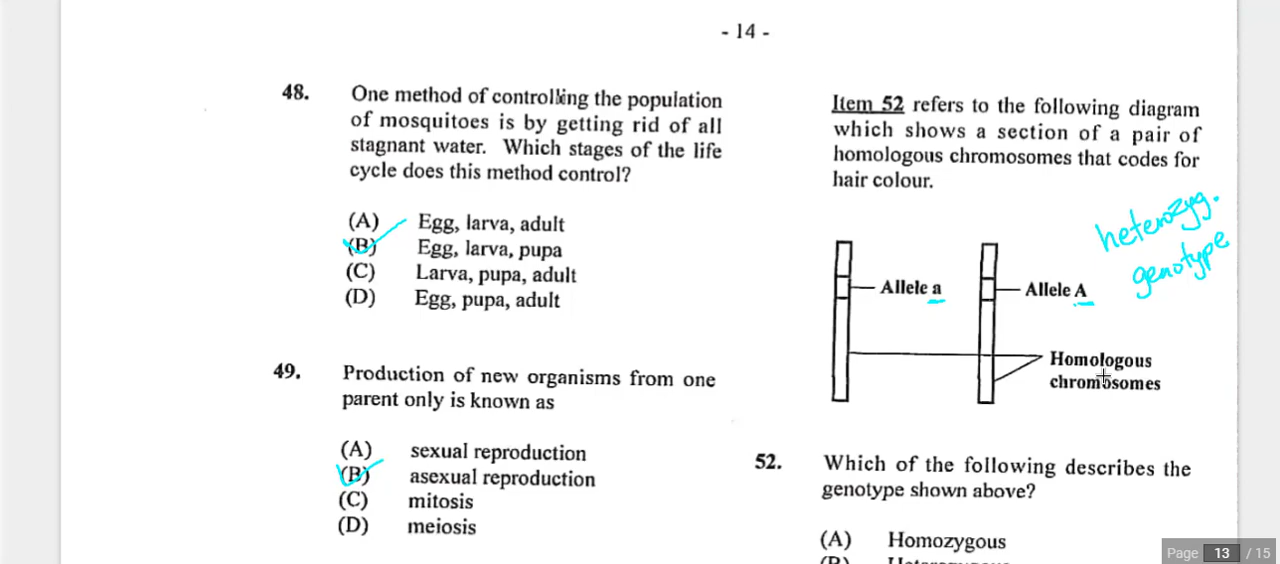 - 14 -
48. One method of controlling the population
of mosquitoes is by getting rid of all
stagnant water. Which stages of the life
cycle does this method control?
(A) Egg, larva, adult
(B) Egg, larva, pupa
(C) Larva, pupa, adult
(D) Egg, pupa, adult
49. Production of new organisms from one
parent only is known as
(A) sexual reproduction
(B) asexual reproduction
(C) mitosis
(D) meiosis
Item 52 refers to the following diagram
which shows a section of a pair of
homologous chromosomes that codes for
hair colour.
heterozyg.
genotype
Allele a
Allele A
Homologous
chromosomes
52. Which of the following describes the
genotype shown above?
(A) Homozygous
Page 13 / 15